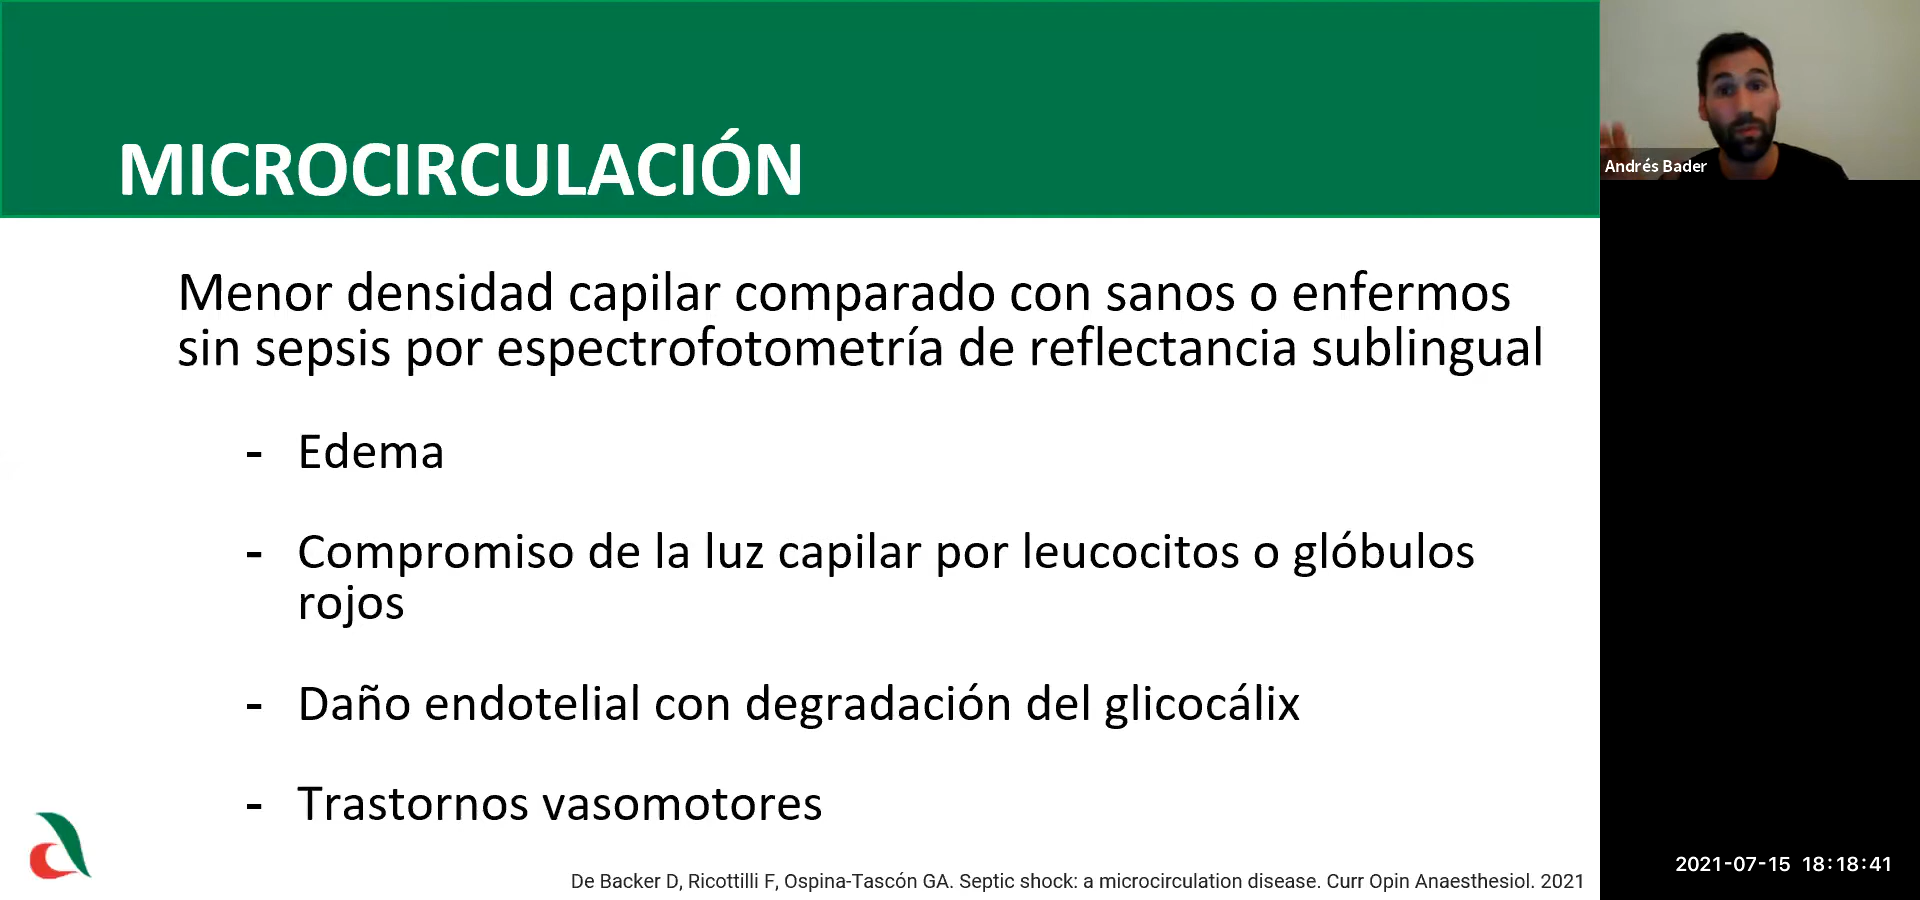 MICROCIRCULACIÓN
Andrés Bader
Menor densidad capilar comparado con sanos o enfermos
sin sepsis por espectrofotometría de reflectancia sublingual
- Edema
- Compromiso de la luz capilar por leucocitos o glóbulos
rojos
- Daño endotelial con degradación del glicocálix
- Trastornos vasomotores
De Backer D, Ricottilli F, Ospina-Tascón GA. Septic shock: a microcirculation disease. Curr Opin Anaesthesiol. 2021
2021-07-15 18:18:41